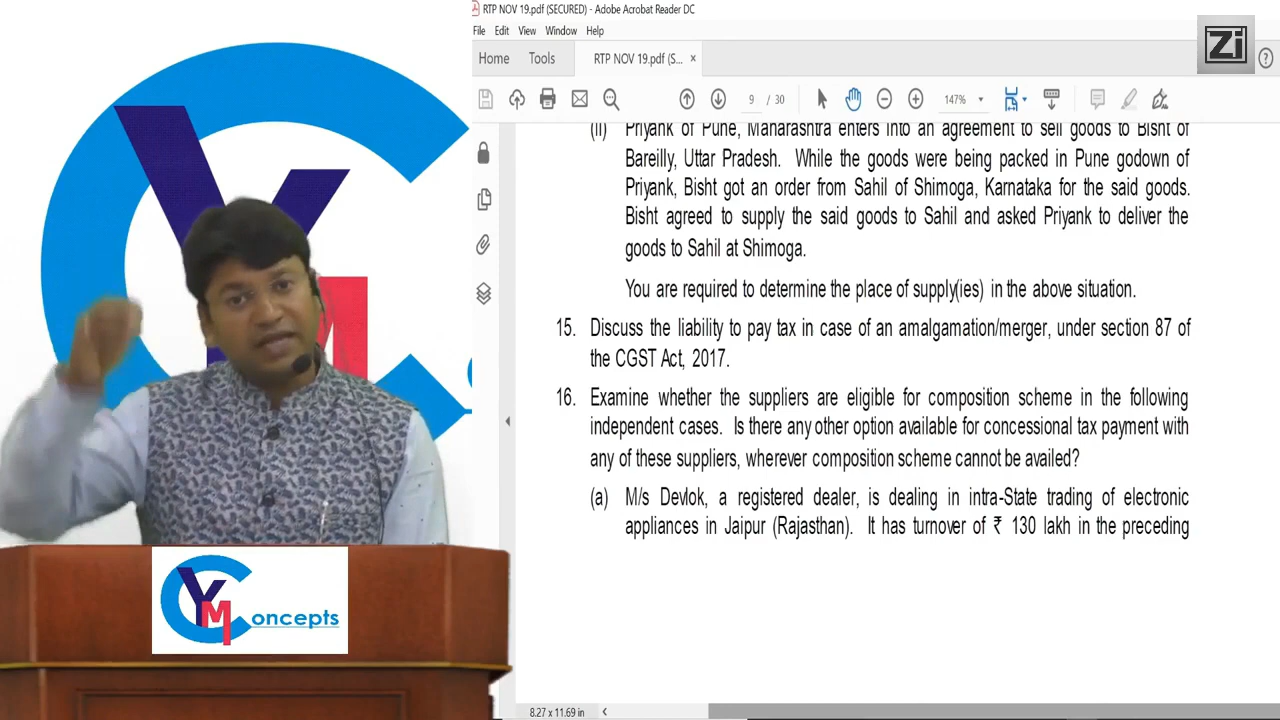 RTP NOV 19.pdf (SECURED) - Adobe Acrobat Reader DC
File Edit View Window Help
Zi
Home Tools RTP NOV 19.pdf (S... ×
9 / 30 147%
(ii) Priyank of Pune, Maharashtra enters into an agreement to sell goods to Bisht of
Bareilly, Uttar Pradesh. While the goods were being packed in Pune godown of
Priyank, Bisht got an order from Sahil of Shimoga, Karnataka for the said goods.
Bisht agreed to supply the said goods to Sahil and asked Priyank to deliver the
goods to Sahil at Shimoga.
You are required to determine the place of supply(ies) in the above situation.
15. Discuss the liability to pay tax in case of an amalgamation/merger, under section 87 of
the CGST Act, 2017.
16. Examine whether the suppliers are eligible for composition scheme in the following
independent cases. Is there any other option available for concessional tax payment with
any of these suppliers, wherever composition scheme cannot be availed?
(a) M/s Devlok, a registered dealer, is dealing in intra-State trading of electronic
appliances in Jaipur (Rajasthan). It has turnover of ₹ 130 lakh in the preceding
8.27 x 11.69 in
YM Concepts